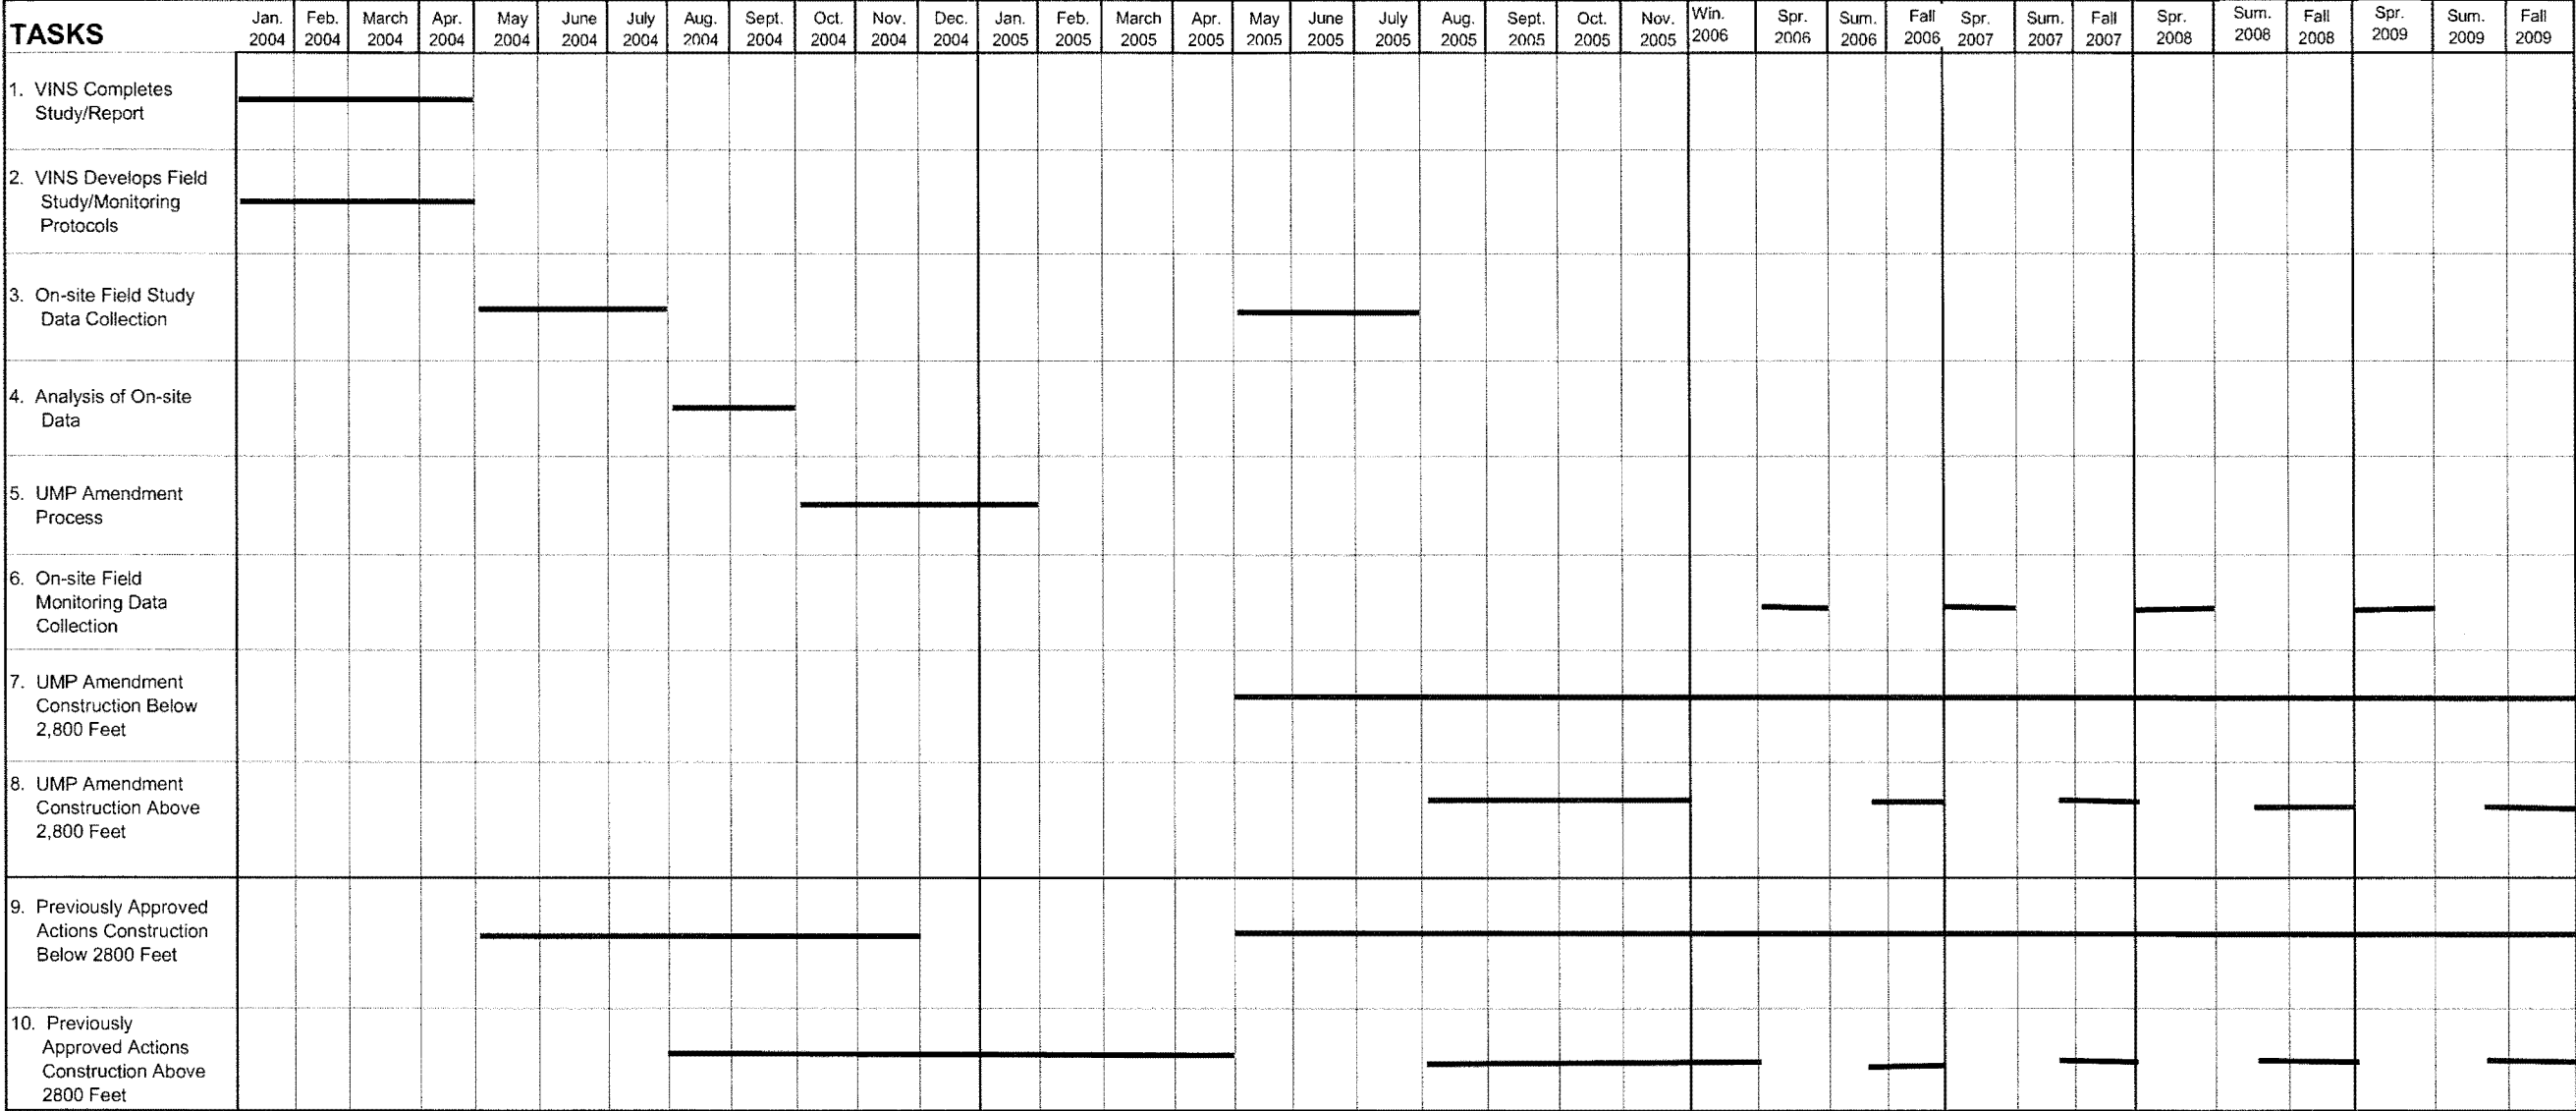 TASKS
Jan. Feb. March Apr. May June July Aug. Sept. Oct. Nov. Dec. Jan. Feb. March Apr. May June July Aug. Sept. Oct. Nov. Win. Spr. Sum. Fall Spr. Sum. Fall Spr. Sum. Fall Spr. Sum. Fall
2004 2004 2004 2004 2004 2004 2004 2004 2004 2004 2004 2004 2005 2005 2005 2005 2005 2005 2005 2005 2005 2005 2005 2006 2006 2006 2006 2007 2007 2007 2008 2008 2008 2009 2009 2009
1. VINS Completes
Study/Report
2. VINS Develops Field
Study/Monitoring
Protocols
3. On-site Field Study
Data Collection
4. Analysis of On-site
Data
5. UMP Amendment
Process
6. On-site Field
Monitoring Data
Collection
7. UMP Amendment
Construction Below
2,800 Feet
8. UMP Amendment
Construction Above
2,800 Feet
9. Previously Approved
Actions Construction
Below 2800 Feet
10. Previously
Approved Actions
Construction Above
2800 Feet